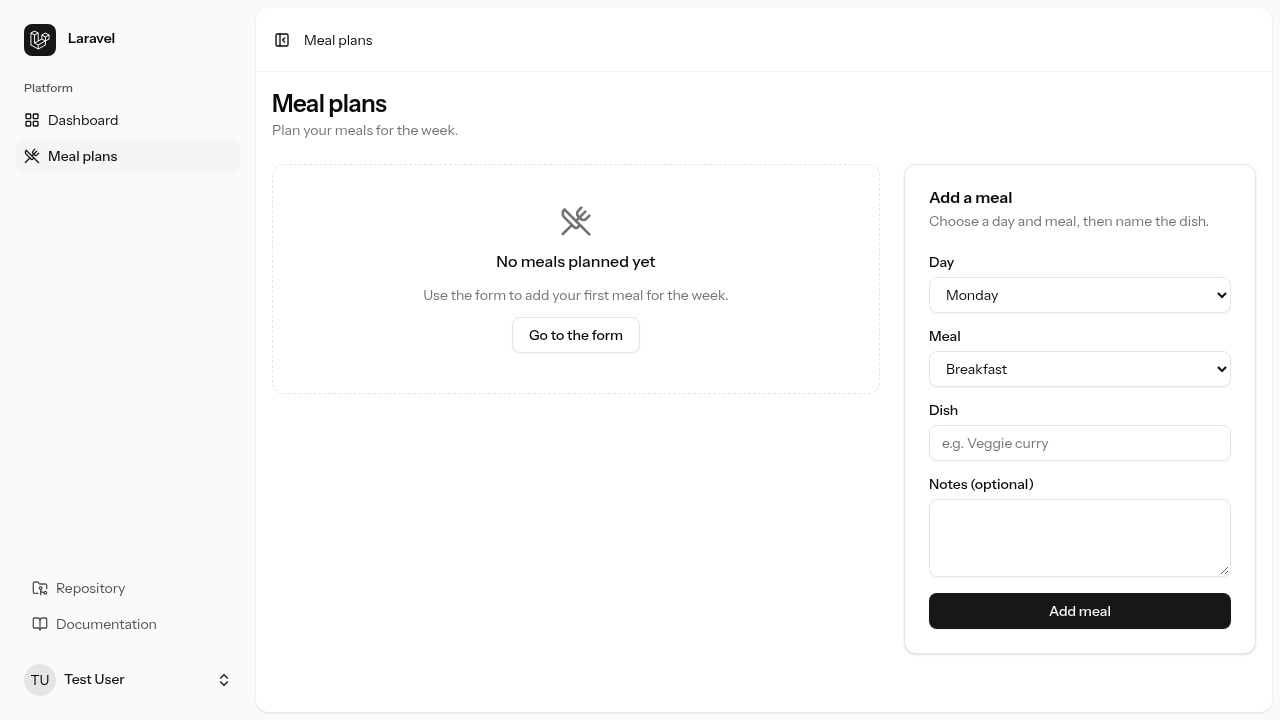 Laravel
Platform
Dashboard
Meal plans
Repository
Documentation
TU
Test User
Meal plans
Meal plans
Plan your meals for the week.
No meals planned yet
Use the form to add your first meal for the week.
Go to the form
Add a meal
Choose a day and meal, then name the dish.
Day
Monday
Meal
Breakfast
Dish
e.g. Veggie curry
Notes (optional)
Add meal